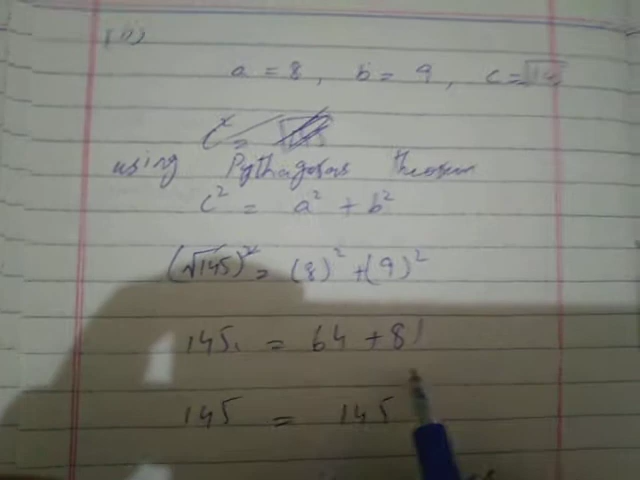 (ii)
a = 8, b = 9, c =
c² =
using Pythagoras theorem
c² = a² + b²
(√145)² = (8)² + (9)²
145 = 64 + 81
145 = 145